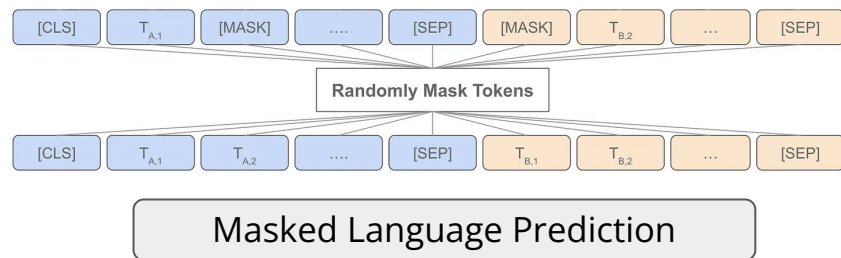 [CLS] T A,1 [MASK] .... [SEP] [MASK] T B,2 ... [SEP]
Randomly Mask Tokens
[CLS] T A,1 T A,2 .... [SEP] T B,1 T B,2 ... [SEP]
Masked Language Prediction